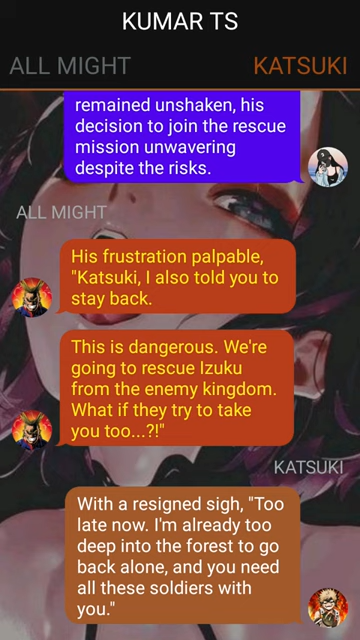 KUMAR TS
ALL MIGHT
KATSUKI
remained unshaken, his
decision to join the rescue
mission unwavering
despite the risks.
ALL MIGHT
His frustration palpable,
"Katsuki, I also told you to
stay back.
This is dangerous. We're
going to rescue Izuku
from the enemy kingdom.
What if they try to take
you too...?!"
KATSUKI
With a resigned sigh, "Too
late now. I'm already too
deep into the forest to go
back alone, and you need
all these soldiers with
you."